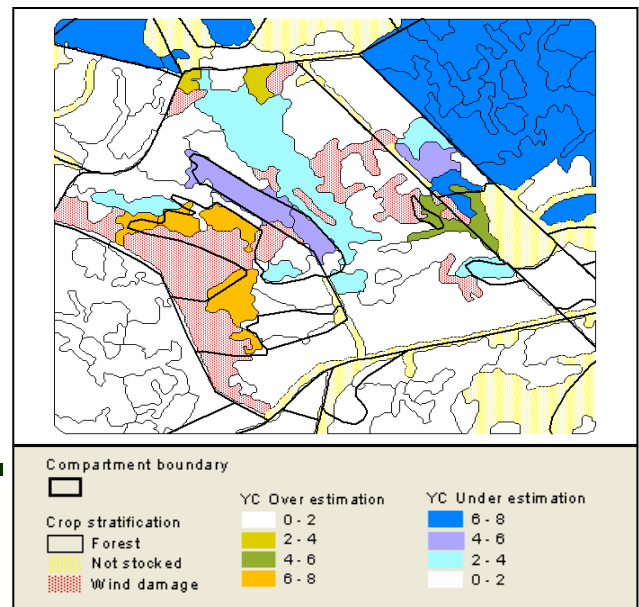 Compartment boundary
Crop stratification
Forest
Not stocked
Wind damage
YC Over estimation
0 - 2
2 - 4
4 - 6
6 - 8
YC Under estimation
6 - 8
4 - 6
2 - 4
0 - 2